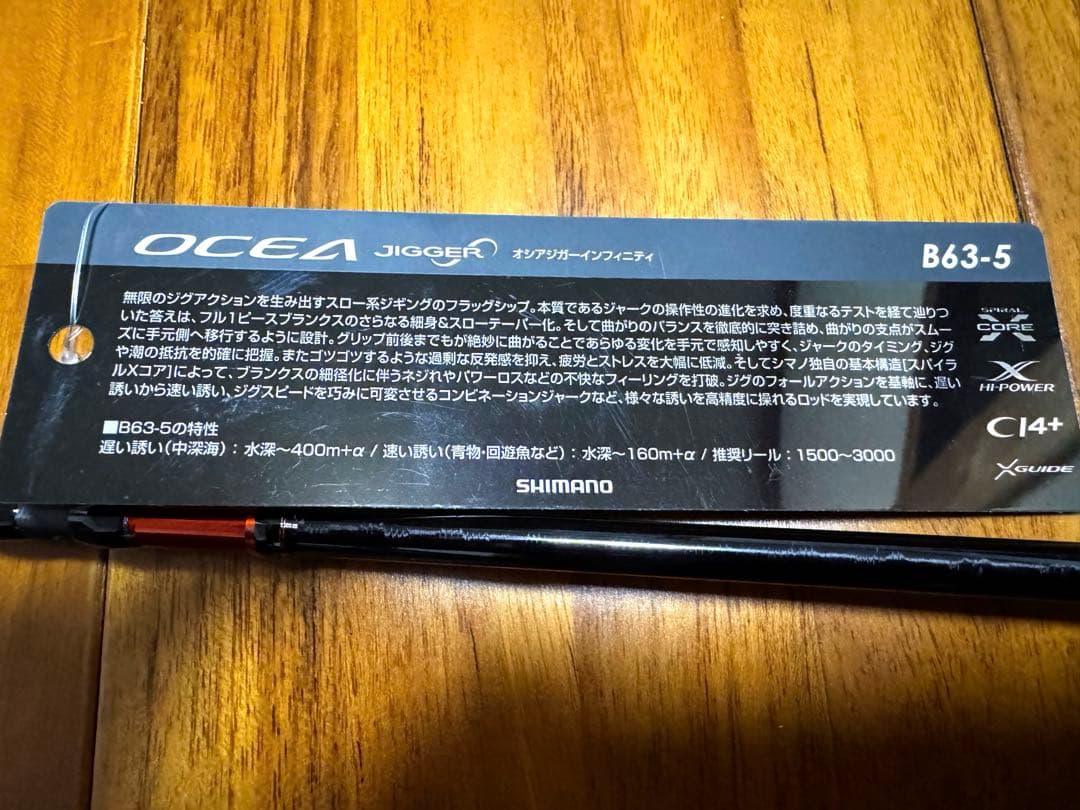 OCEA JIGGER オシアジガーインフィニティ B63-5
無限のジグアクションを生み出すスロー系ジギングのフラッグシップ。本質であるジャークの操作性の進化を求め、度重なるテストを経て辿りつ
いた答えは、フル1ピースブランクスのさらなる細身&スローテーパー化。そして曲がりのバランスを徹底的に突き詰め、曲がりの支点がスムー
ズに手元側へ移行するように設計。グリップ前後までもが絶妙に曲がることであらゆる変化を手元で感知しやすく、ジャークのタイミング、ジグ
や潮の抵抗を的確に把握。またゴツゴツするような過剰な反発感を抑え、疲労とストレスを大幅に低減。そしてシマノ独自の基本構造[スパイラ
ルXコア]によって、ブランクスの細径化に伴うネジれやパワーロスなどの不快なフィーリングを打破。ジグのフォールアクションを基軸に、遅い
誘いから速い誘い、ジグスピードを巧みに可変させるコンビネーションジャークなど、様々な誘いを高精度に操れるロッドを実現しています。
■B63-5の特性
遅い誘い(中深海):水深〜400m+α / 速い誘い(青物・回遊魚など):水深〜160m+α / 推奨リール:1500〜3000
SHIMANO
SPIRAL
X
CORE
X
HI-POWER
CI4+
XGUIDE